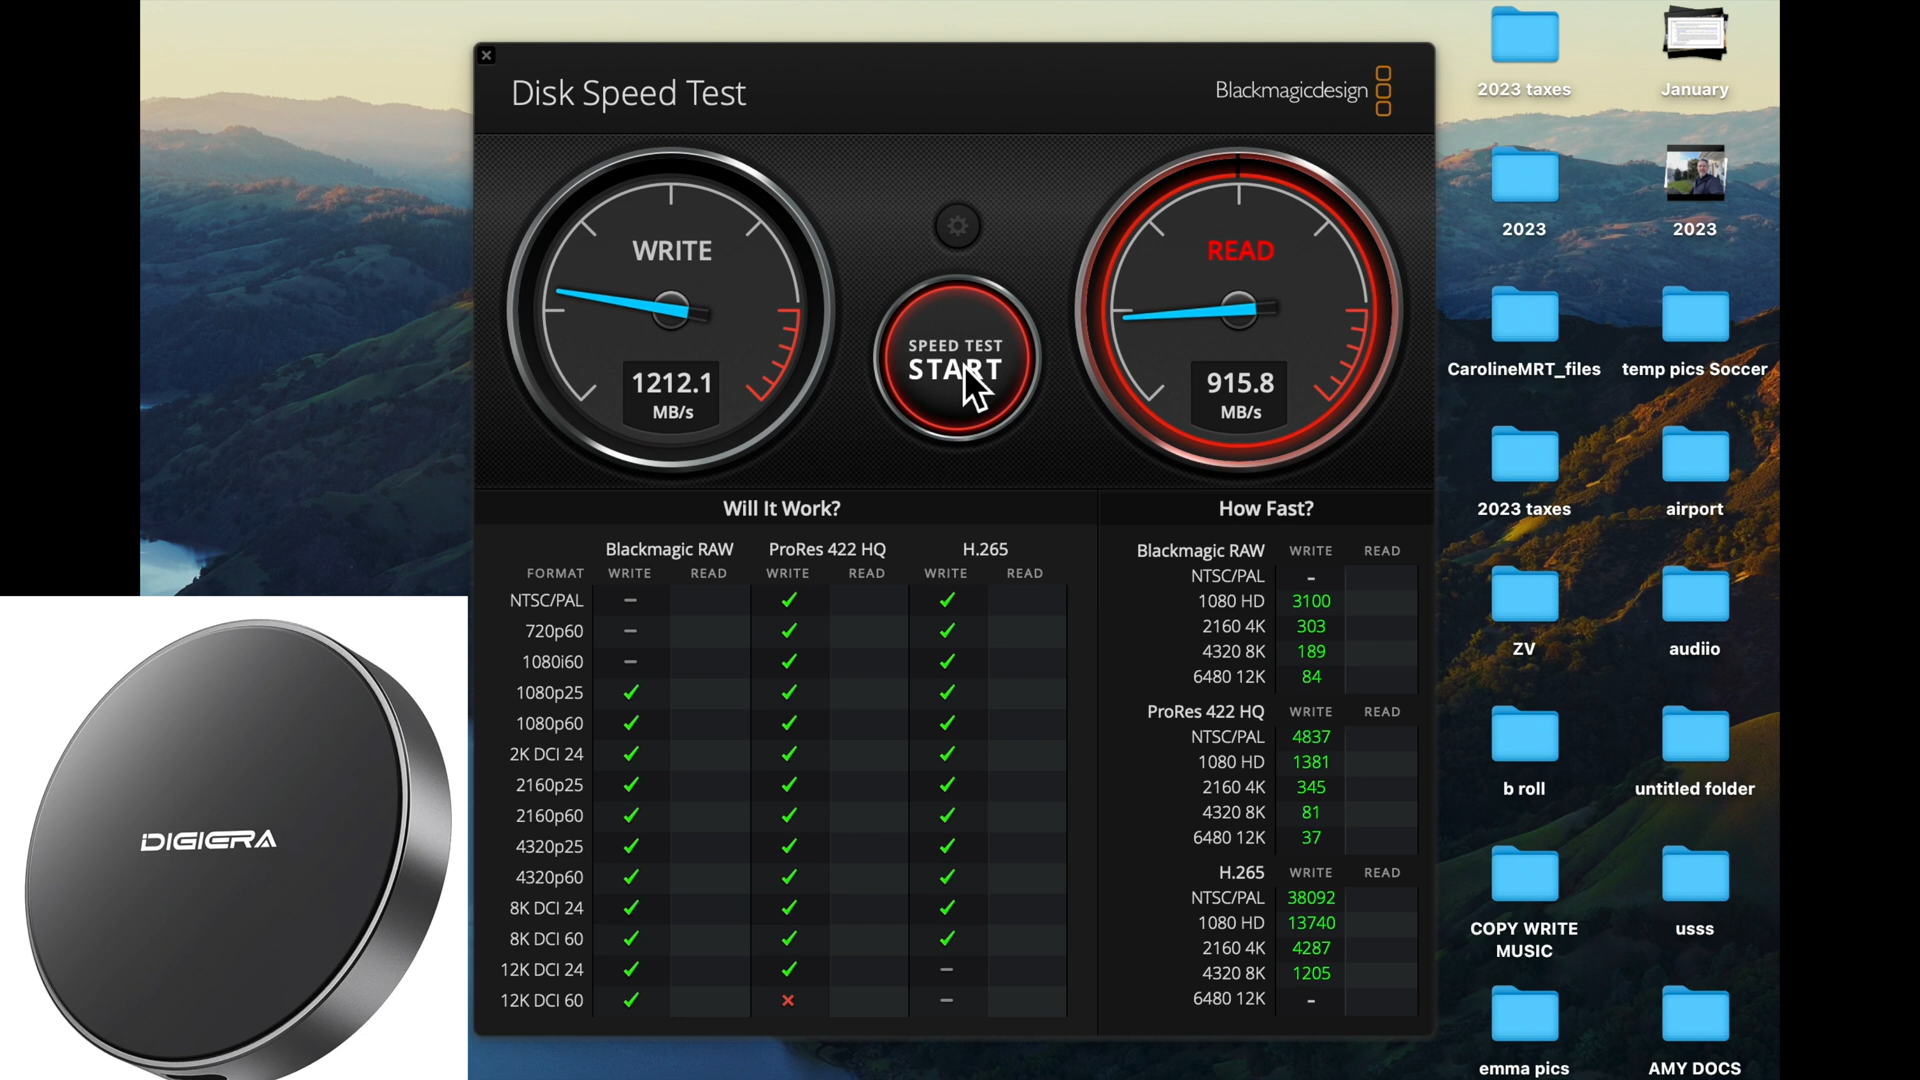 Disk Speed Test
Blackmagicdesign
WRITE
1212.1
MB/s
SPEED TEST
START
READ
915.8
MB/s
Will It Work?
Blackmagic RAW ProRes 422 HQ H.265
FORMAT WRITE READ WRITE READ WRITE READ
NTSC/PAL – ✓ ✓
720p60 – ✓ ✓
1080i60 – ✓ ✓
1080p25 ✓ ✓ ✓
1080p60 ✓ ✓ ✓
2K DCI 24 ✓ ✓ ✓
2160p25 ✓ ✓ ✓
2160p60 ✓ ✓ ✓
4320p25 ✓ ✓ ✓
4320p60 ✓ ✓ ✓
8K DCI 24 ✓ ✓ ✓
8K DCI 60 ✓ ✓ ✓
12K DCI 24 ✓ ✓ –
12K DCI 60 ✓ × –
How Fast?
Blackmagic RAW WRITE READ
NTSC/PAL –
1080 HD 3100
2160 4K 303
4320 8K 189
6480 12K 84
ProRes 422 HQ WRITE READ
NTSC/PAL 4837
1080 HD 1381
2160 4K 345
4320 8K 81
6480 12K 37
H.265 WRITE READ
NTSC/PAL 38092
1080 HD 13740
2160 4K 4287
4320 8K 1205
6480 12K –
2023 taxes
January
2023
2023
CarolineMRT_files
temp pics Soccer
2023 taxes
airport
ZV
audiio
b roll
untitled folder
COPY WRITE
MUSIC
usss
emma pics
AMY DOCS
DIGIERA